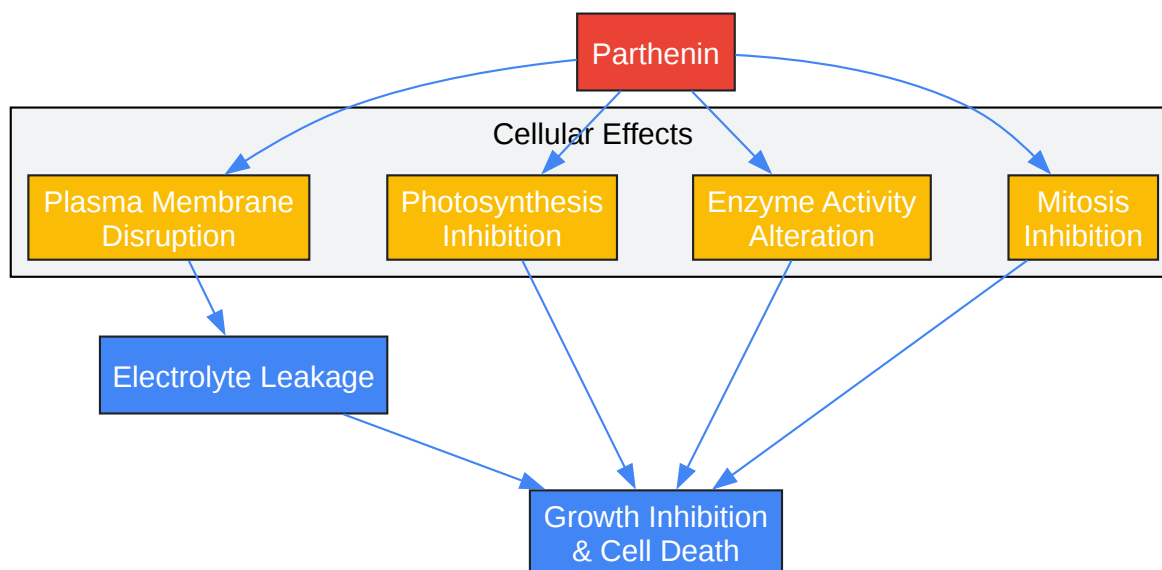 Parthenin
Cellular Effects
Plasma Membrane
Disruption
Photosynthesis
Inhibition
Enzyme Activity
Alteration
Mitosis
Inhibition
Electrolyte Leakage
Growth Inhibition
& Cell Death